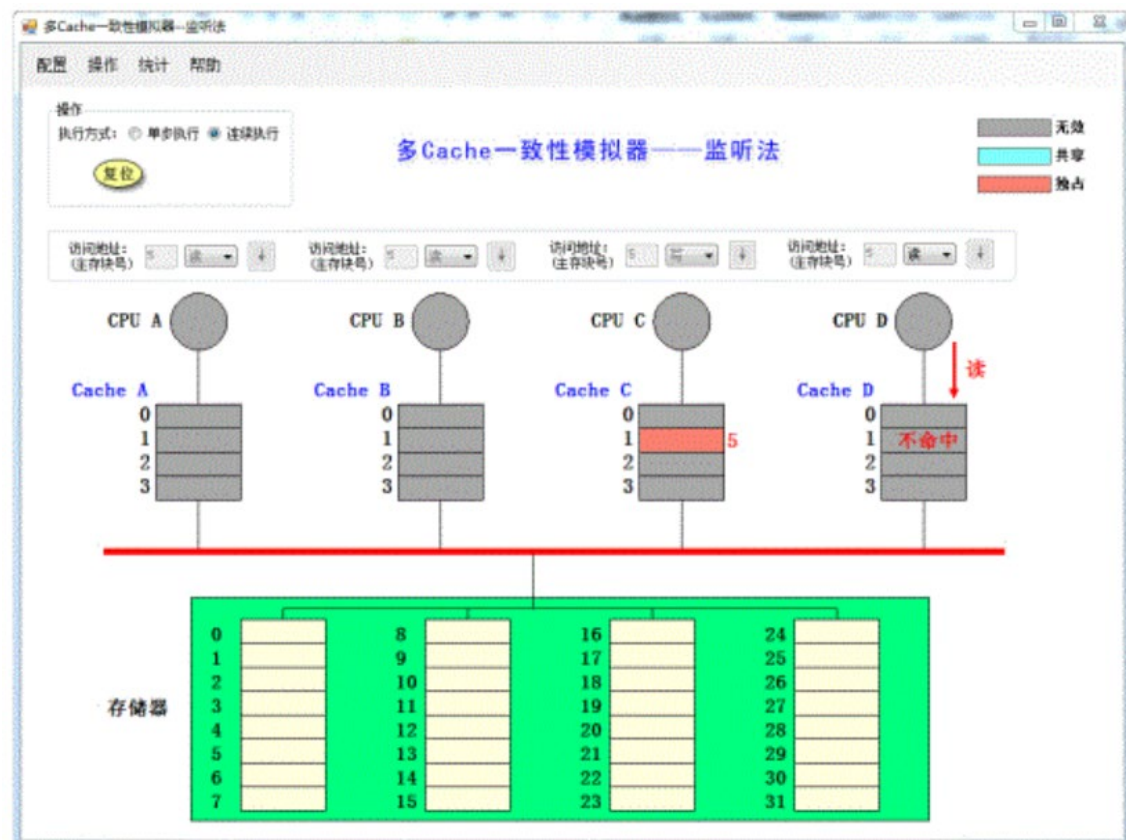 多Cache一致性模拟器--监听法
配置 操作 统计 帮助
操作
执行方式: 单步执行 连续执行
复位
多Cache一致性模拟器——监听法
无效
共享
独占
访问地址: 访问地址: 访问地址: 访问地址:
(主存块号) 5 读 (主存块号) 5 读 (主存块号) 5 写 (主存块号) 5 读
CPU A CPU B CPU C CPU D
读
Cache A Cache B Cache C Cache D
0 0 0 0
1 1 1 5 1 不命中
2 2 2 2
3 3 3 3
0 8 16 24
1 9 17 25
2 10 18 26
存储器 3 11 19 27
4 12 20 28
5 13 21 29
6 14 22 30
7 15 23 31